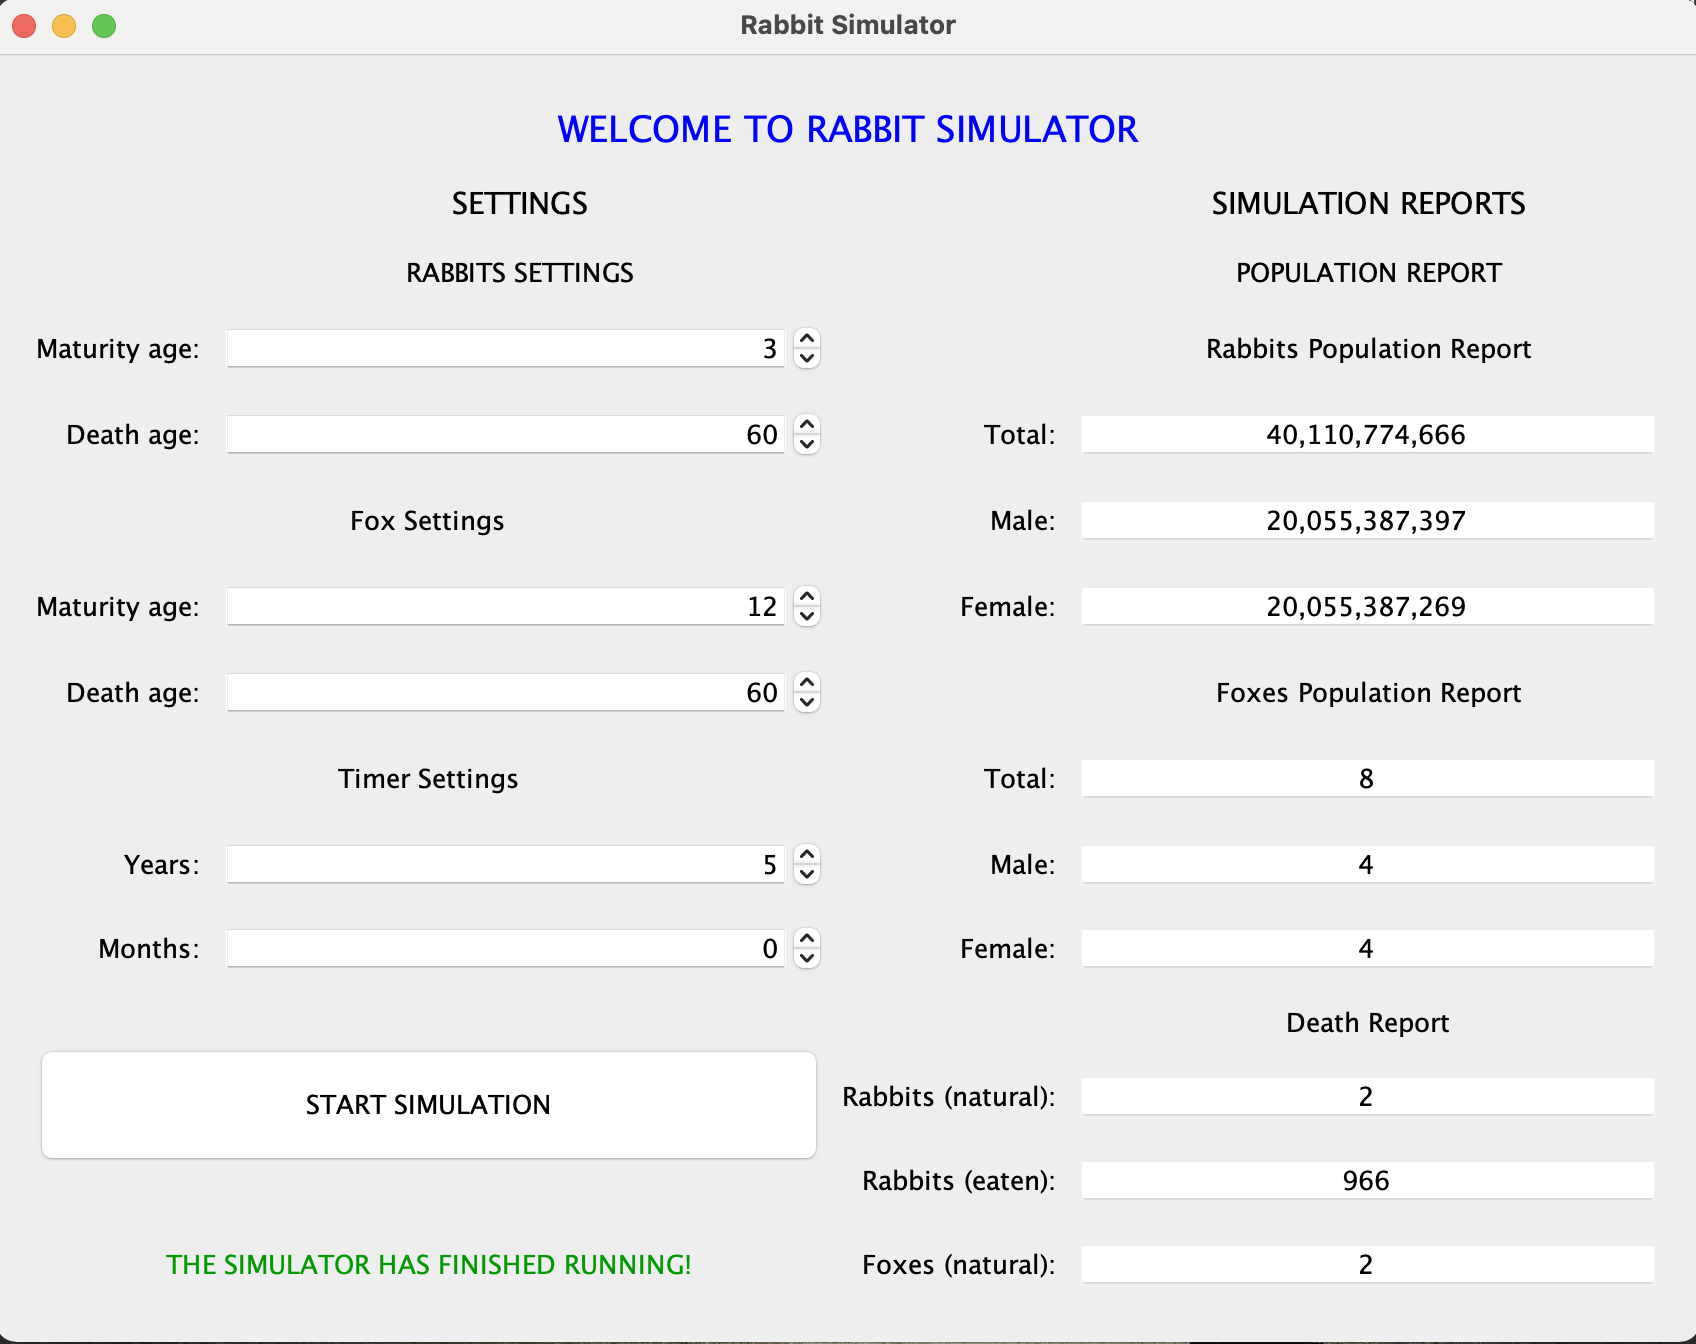 Rabbit Simulator
WELCOME TO RABBIT SIMULATOR
SETTINGS
RABBITS SETTINGS
Maturity age: 3
Death age: 60
Fox Settings
Maturity age: 12
Death age: 60
Timer Settings
Years: 5
Months: 0
START SIMULATION
THE SIMULATOR HAS FINISHED RUNNING!
SIMULATION REPORTS
POPULATION REPORT
Rabbits Population Report
Total: 40,110,774,666
Male: 20,055,387,397
Female: 20,055,387,269
Foxes Population Report
Total: 8
Male: 4
Female: 4
Death Report
Rabbits (natural): 2
Rabbits (eaten): 966
Foxes (natural): 2